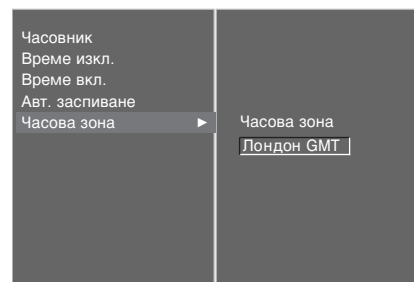 Часовник
Време изкл.
Време вкл.
Авт. заспиване
Часова зона
Часова зона
Лондон GMT